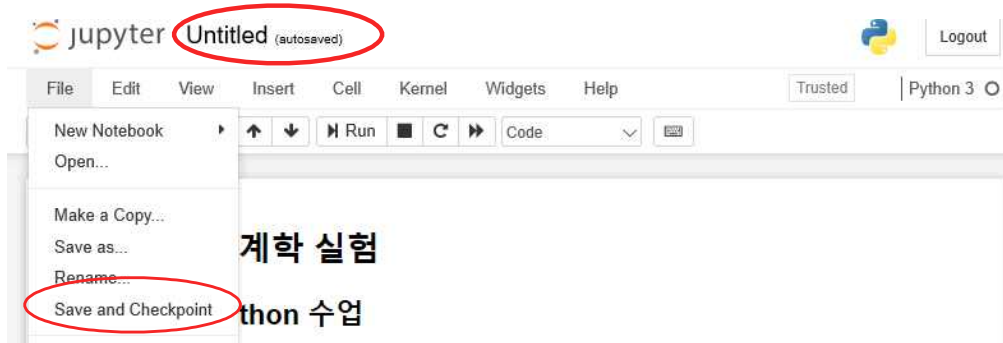 jupyter Untitled (autosaved) Logout
File Edit View Insert Cell Kernel Widgets Help Trusted Python 3
Run Code
New Notebook
Open...
Make a Copy...
Save as...
Rename...
Save and Checkpoint
계학 실험
thon 수업